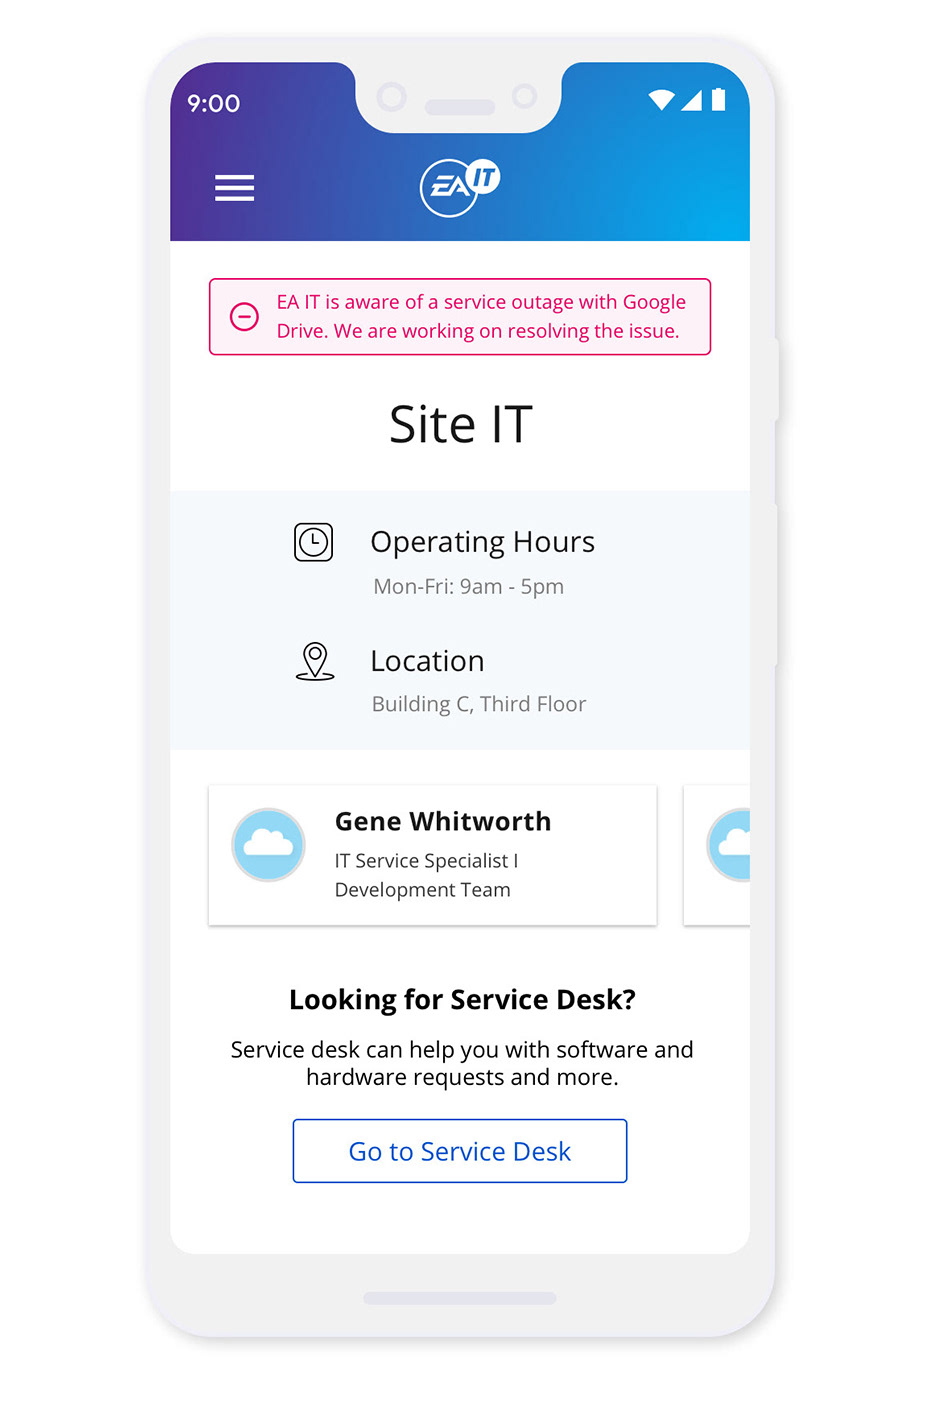 9:00
EA IT
EA IT is aware of a service outage with Google
Drive. We are working on resolving the issue.
Site IT
Operating Hours
Mon-Fri: 9am - 5pm
Location
Building C, Third Floor
Gene Whitworth
IT Service Specialist I
Development Team
Looking for Service Desk?
Service desk can help you with software and
hardware requests and more.
Go to Service Desk